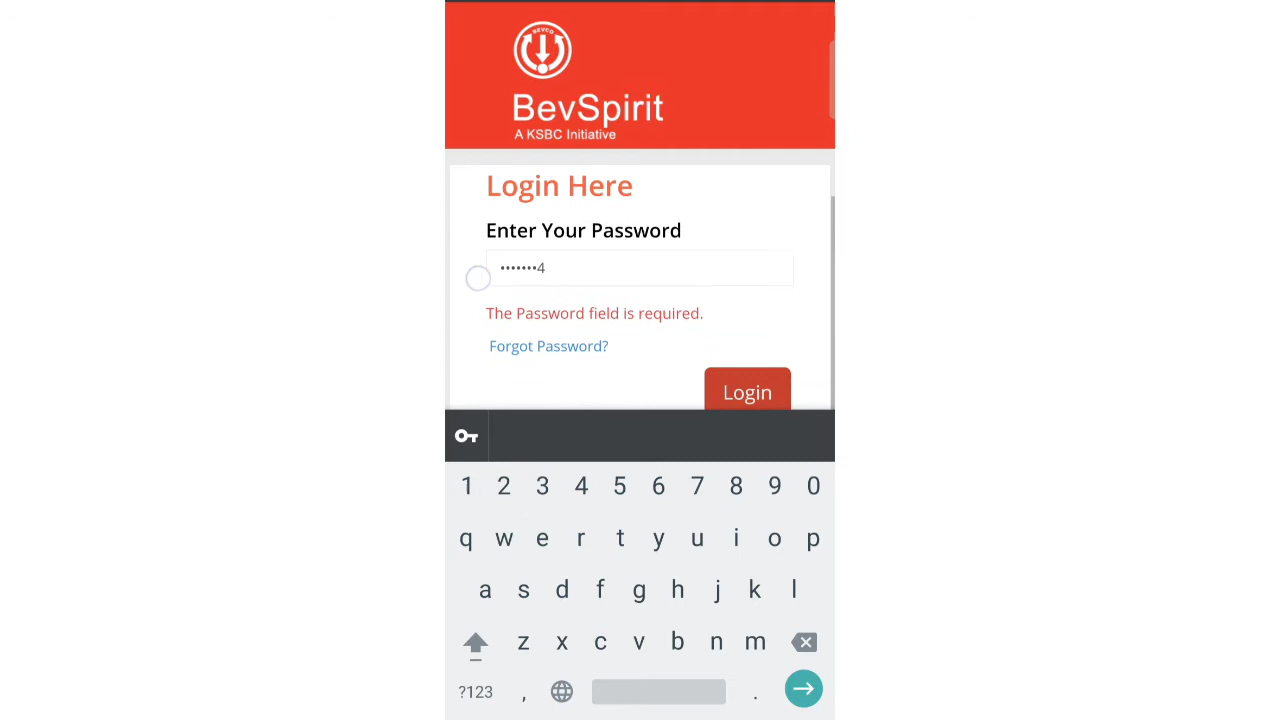 BEVCO
BevSpirit
A KSBC Initiative
Login Here
Enter Your Password
•••••••4
The Password field is required.
Forgot Password?
Login
1 2 3 4 5 6 7 8 9 0
q w e r t y u i o p
a s d f g h j k l
z x c v b n m
?123 , .